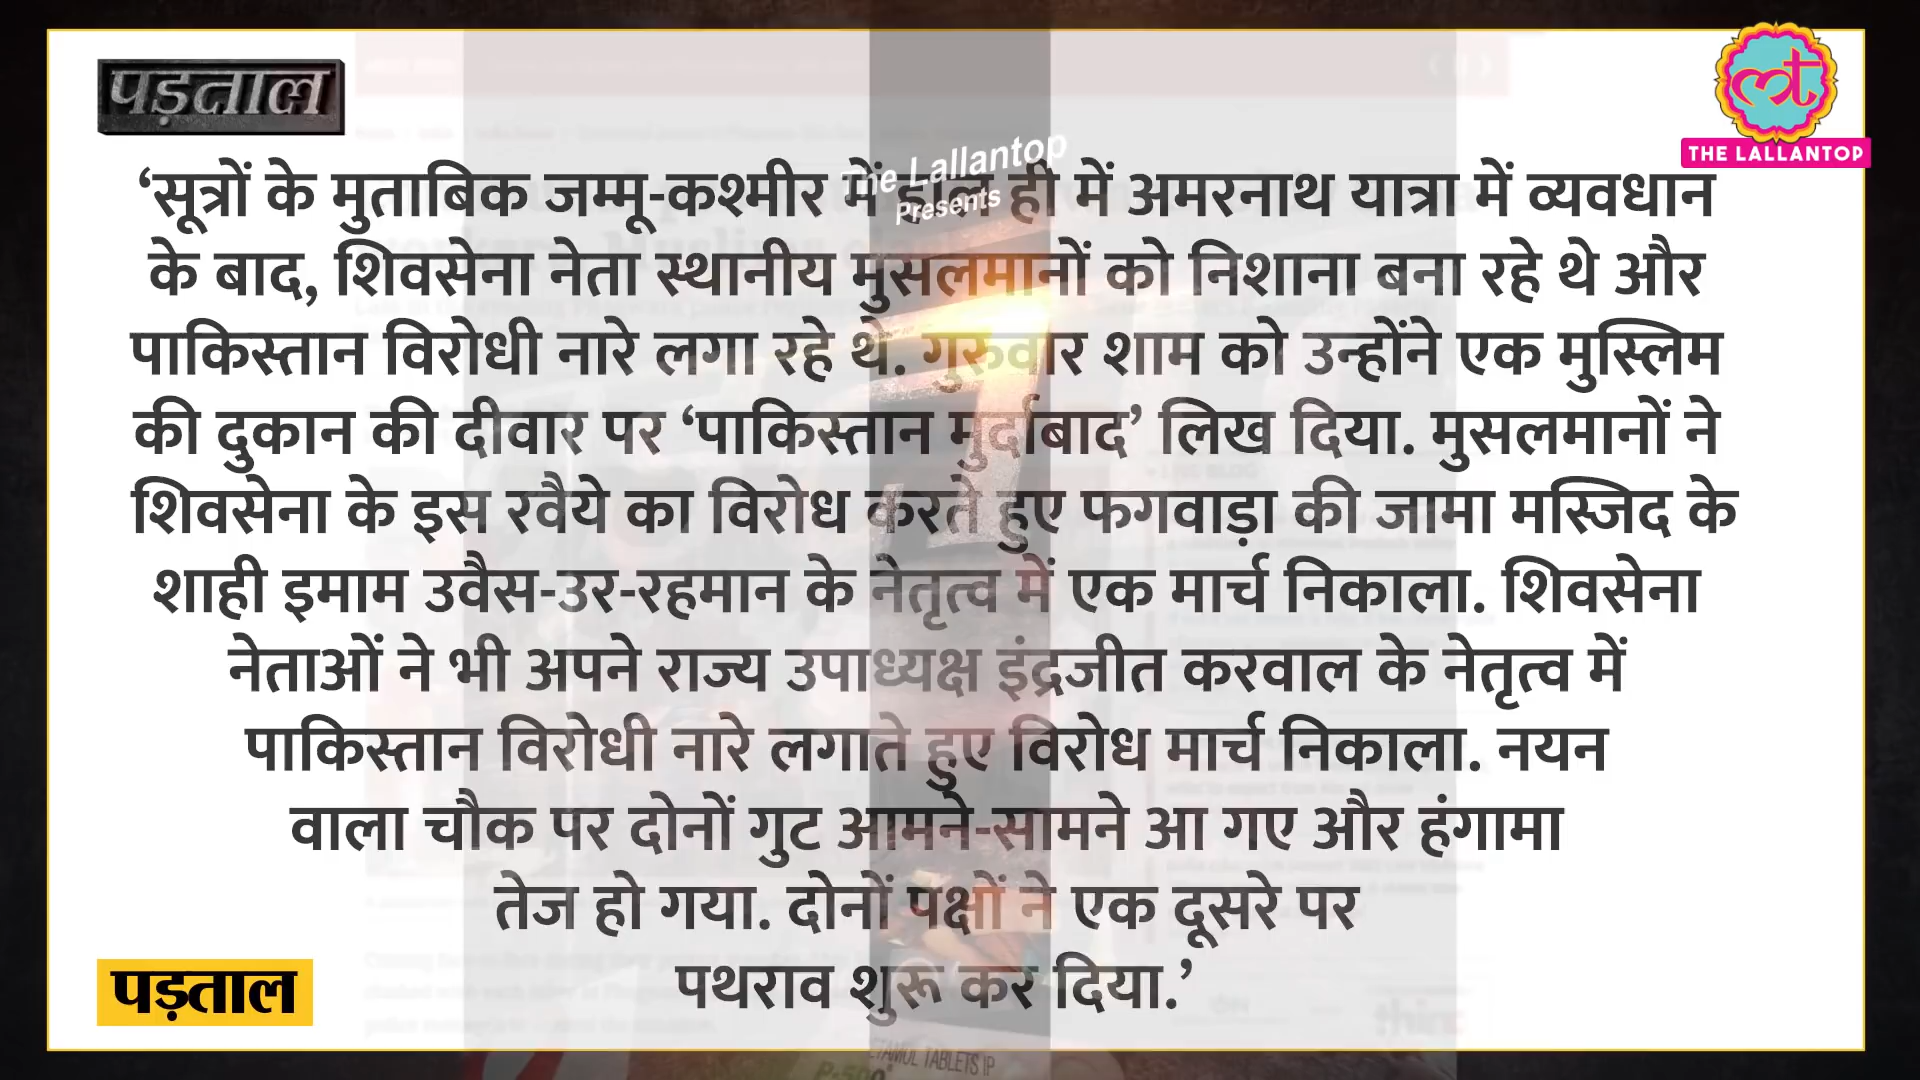 पड़ताल
THE LALLANTOP
The Lallantop
Presents
‘सूत्रों के मुताबिक जम्मू-कश्मीर में हाल ही में अमरनाथ यात्रा में व्यवधान
के बाद, शिवसेना नेता स्थानीय मुसलमानों को निशाना बना रहे थे और
पाकिस्तान विरोधी नारे लगा रहे थे. गुरुवार शाम को उन्होंने एक मुस्लिम
की दुकान की दीवार पर ‘पाकिस्तान मुर्दाबाद’ लिख दिया. मुसलमानों ने
शिवसेना के इस रवैये का विरोध करते हुए फगवाड़ा की जामा मस्जिद के
शाही इमाम उवैस-उर-रहमान के नेतृत्व में एक मार्च निकाला. शिवसेना
नेताओं ने भी अपने राज्य उपाध्यक्ष इंद्रजीत करवाल के नेतृत्व में
पाकिस्तान विरोधी नारे लगाते हुए विरोध मार्च निकाला. नयन
वाला चौक पर दोनों गुट आमने-सामने आ गए और हंगामा
तेज हो गया. दोनों पक्षों ने एक दूसरे पर
पथराव शुरू कर दिया.’
पड़ताल
TABLETS IP